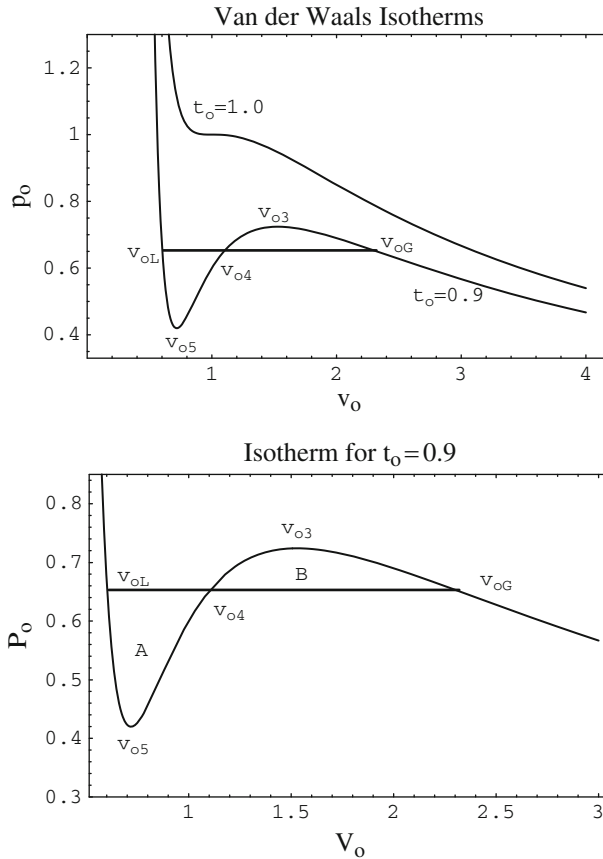 Van der Waals Isotherms
1.2
1
0.8
0.6
0.4
p_o
t_o=1.0
v_o3
v_oL
v_oG
v_o4
t_o=0.9
v_o5
1
2
3
4
v_o
Isotherm for t_o=0.9
0.8
0.7
0.6
0.5
0.4
0.3
P_o
v_o3
B
v_oL
v_oG
v_o4
A
v_o5
1
1.5
2
2.5
3
V_o